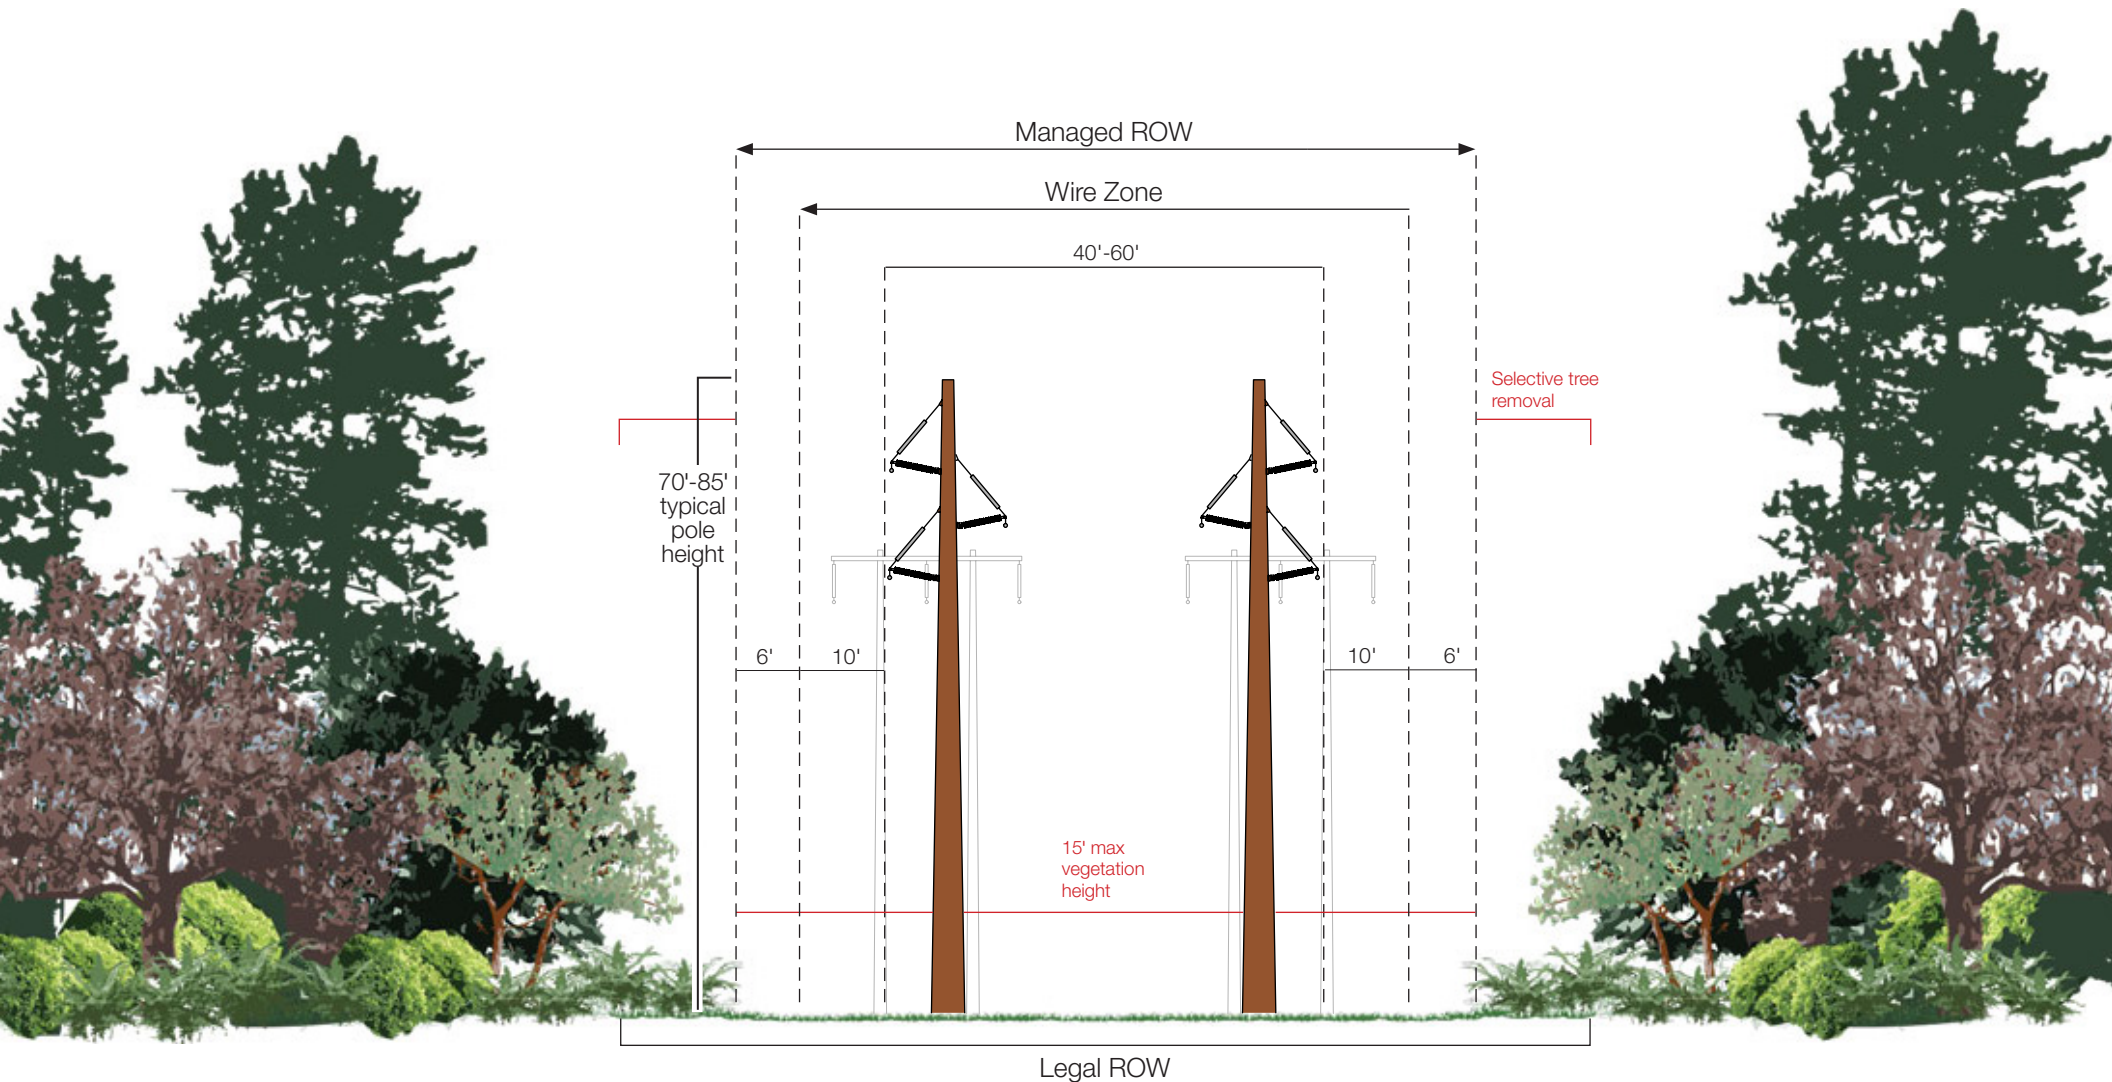 Managed ROW
Wire Zone
40'-60'
Selective tree
removal
70'-85'
typical
pole
height
6'
10'
10'
6'
15' max
vegetation
height
Legal ROW